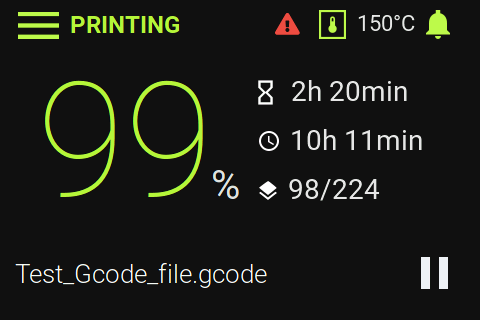 PRINTING
150°C
99%
2h 20min
10h 11min
98/224
Test_Gcode_file.gcode